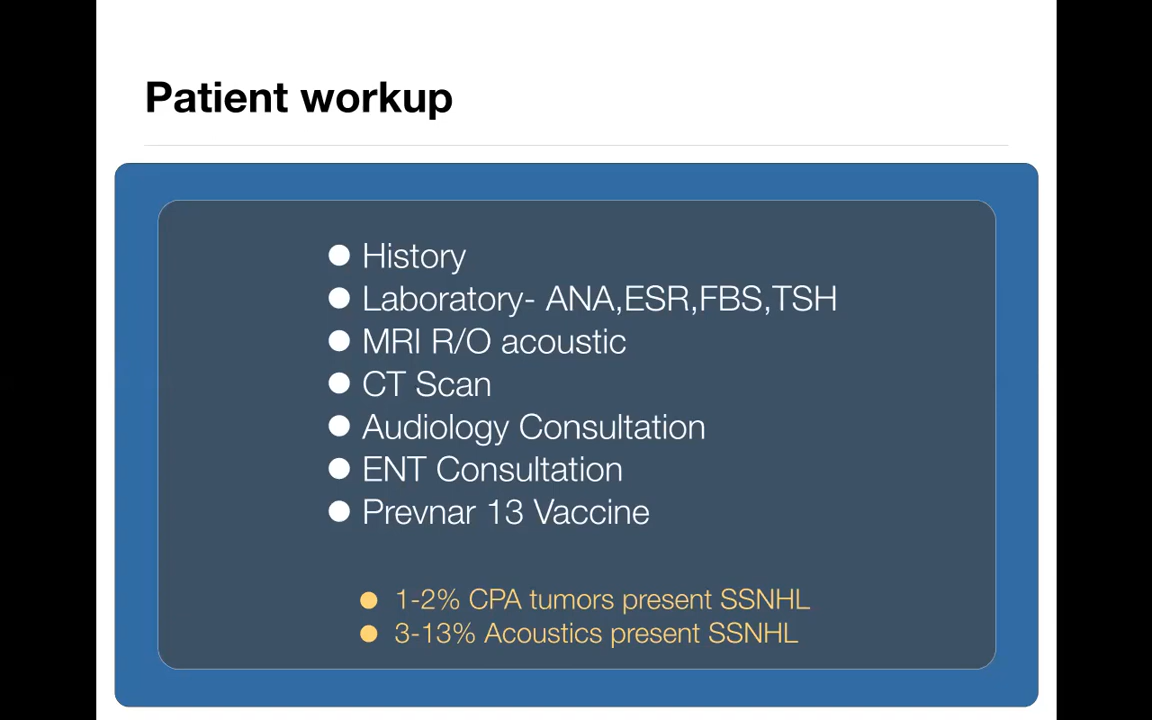 Patient workup
● History
● Laboratory- ANA,ESR,FBS,TSH
● MRI R/O acoustic
● CT Scan
● Audiology Consultation
● ENT Consultation
● Prevnar 13 Vaccine
● 1-2% CPA tumors present SSNHL
● 3-13% Acoustics present SSNHL